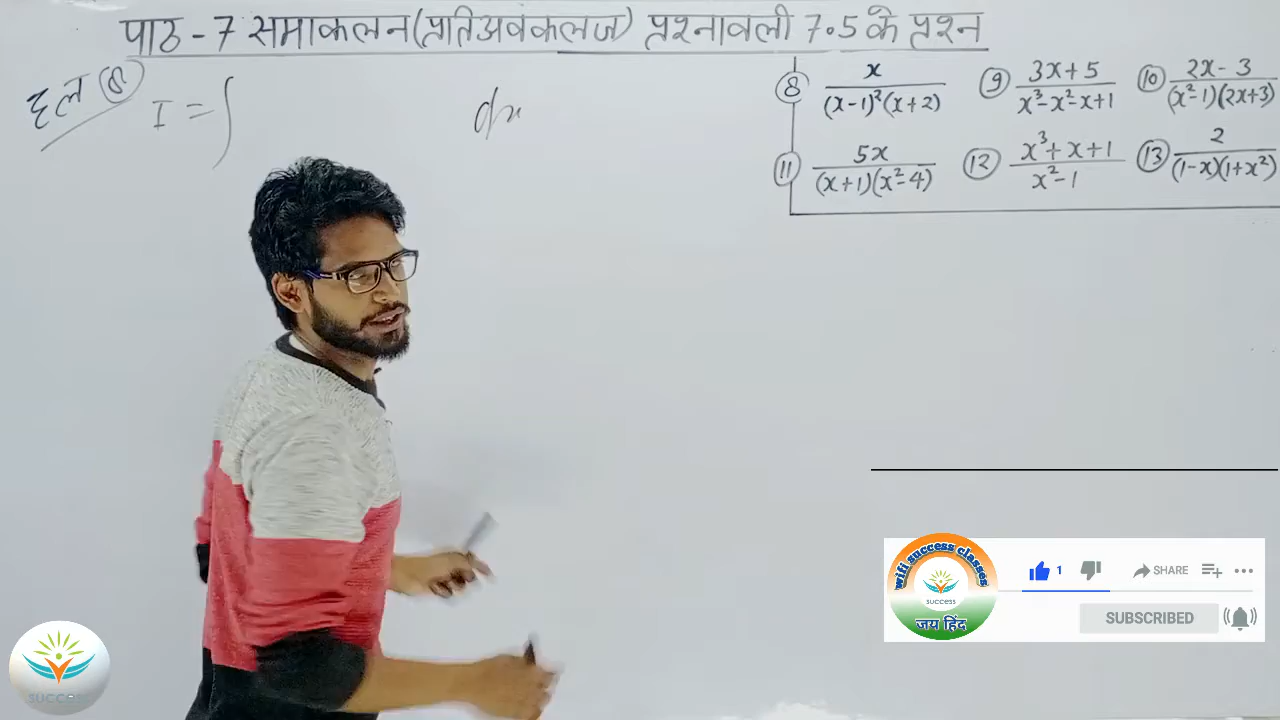 पाठ - 7 समाकलन (प्रतिअवकलज) प्रश्नावली 7.5 के प्रश्न
हल (8) I = ∫ dx
(8) x/((x-1)²(x+2)) (9) (3x+5)/(x³-x²-x+1) (10) (2x-3)/((x²-1)(2x+3))
(11) 5x/((x+1)(x²-4)) (12) (x³+x+1)/(x²-1) (13) 2/((1-x)(1+x²))
wifi success classes
SUCCESS
जय हिंद
1 SHARE
SUBSCRIBED
SUCCESS